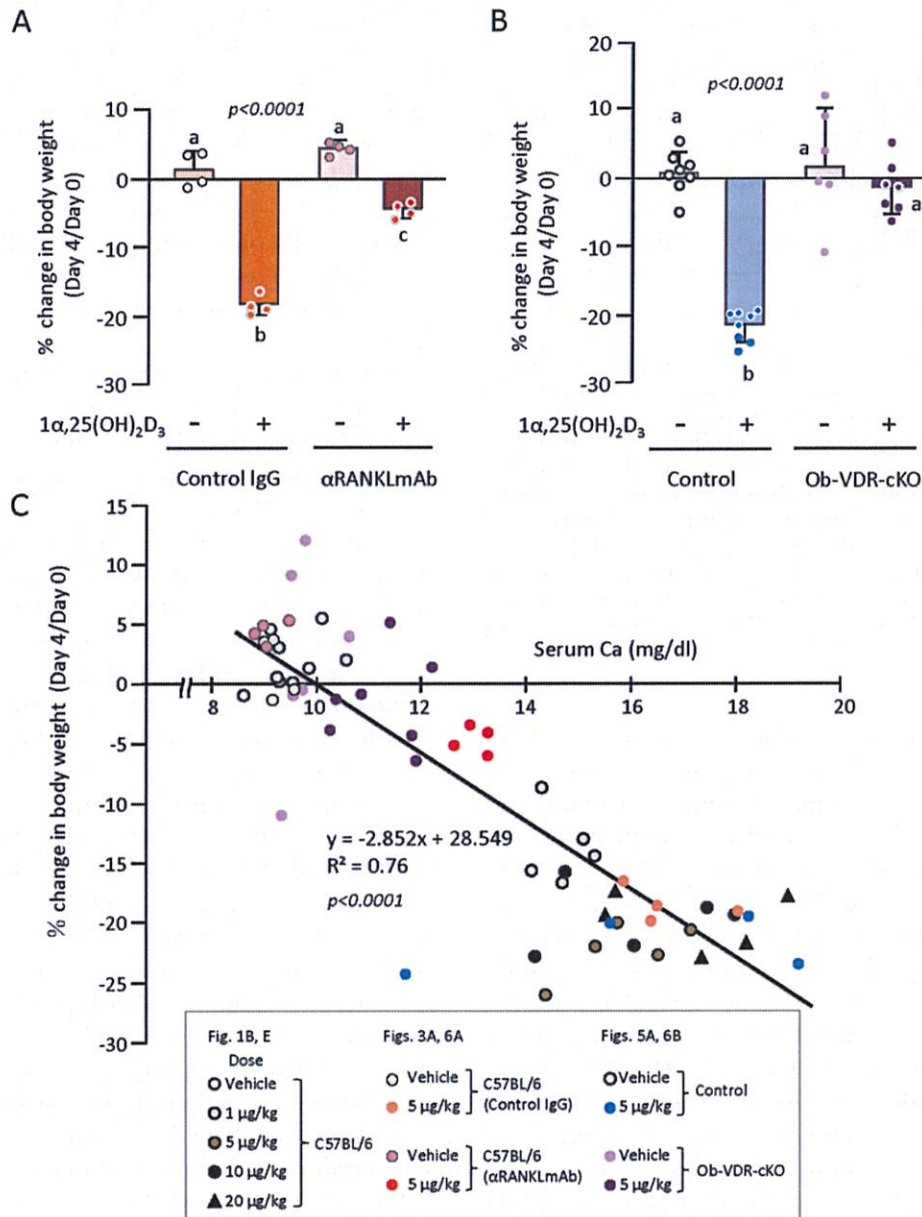 A
% change in body weight
(Day 4/Day 0)
10
0
-10
-20
-30
p<0.0001
a
b
a
c
1α,25(OH)₂D₃
- + - +
Control IgG
αRANKLmAb
B
% change in body weight
(Day 4/Day 0)
20
10
0
-10
-20
-30
p<0.0001
a
b
a
a
- + - +
Control
Ob-VDR-cKO
C
% change in body weight (Day 4/Day 0)
15
10
5
0
-5
-10
-15
-20
-25
-30
Serum Ca (mg/dl)
8 10 12 14 16 18 20
y = -2.852x + 28.549
R² = 0.76
p<0.0001
Fig. 1B, E
Dose
Vehicle
1 µg/kg
5 µg/kg
10 µg/kg
20 µg/kg
C57BL/6
Figs. 3A, 6A
Vehicle
5 µg/kg
C57BL/6
(Control IgG)
Vehicle
5 µg/kg
C57BL/6
(αRANKLmAb)
Figs. 5A, 6B
Vehicle
5 µg/kg
Control
Vehicle
5 µg/kg
Ob-VDR-cKO